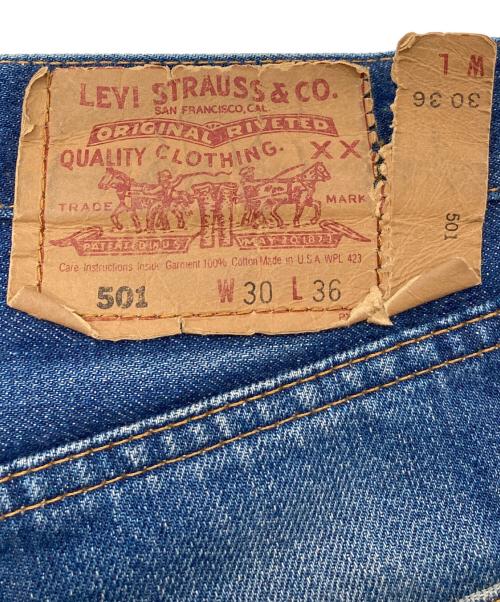 LEVI STRAUSS & CO.
SAN FRANCISCO, CAL.
ORIGINAL RIVETED
QUALITY CLOTHING. XX
TRADE MARK
PATENTED IN U.S. MAY 20 1873
Care Instructions Inside Garment 100% Cotton Made in U.S.A. WPL 423
501 W 30 L 36
W L
30 36
501